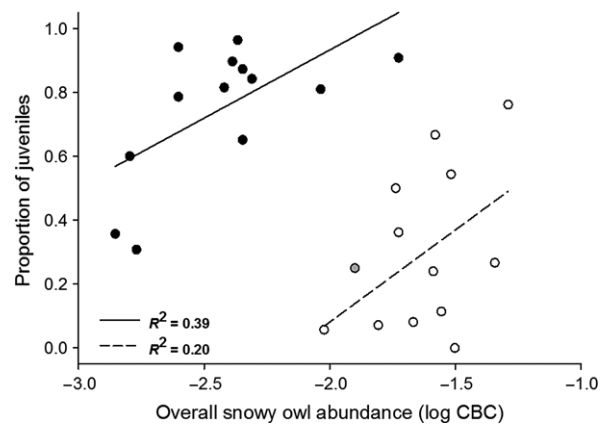 Proportion of juveniles
1.0
0.8
0.6
0.4
0.2
0.0
R² = 0.39
R² = 0.20
−3.0 −2.5 −2.0 −1.5 −1.0
Overall snowy owl abundance (log CBC)